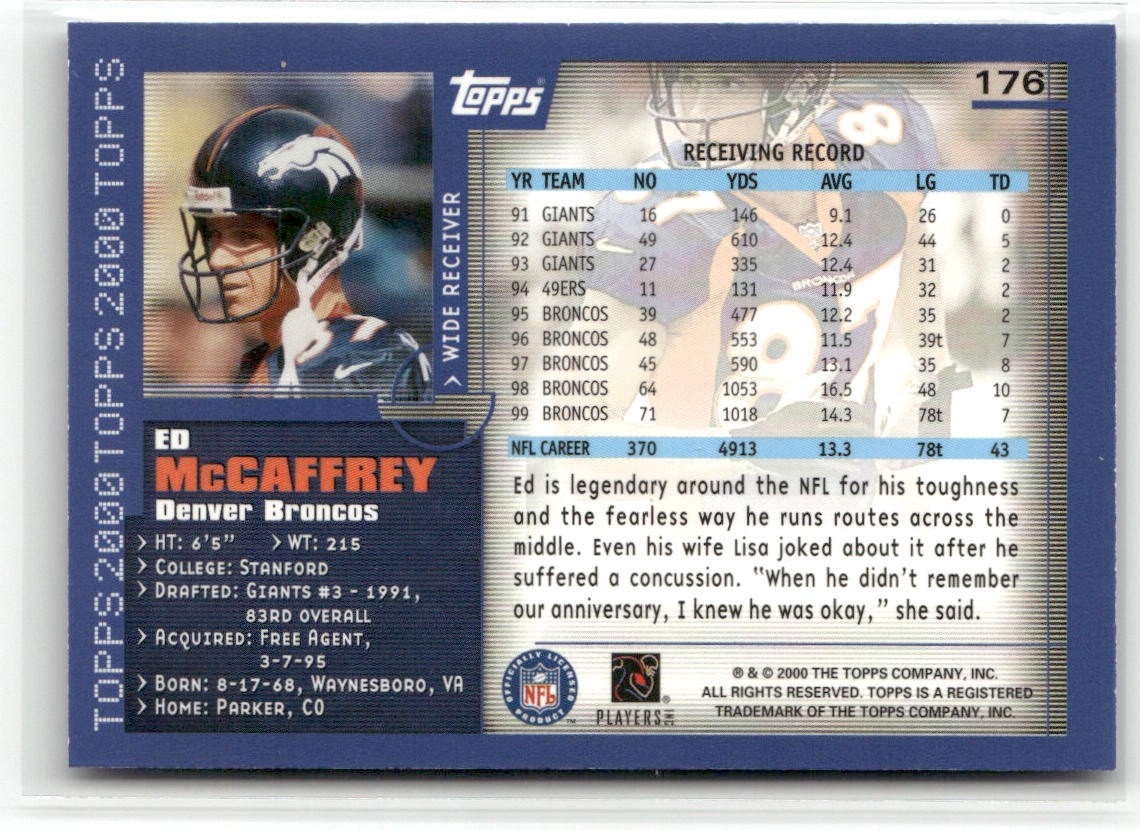 TOPPS 2000 TOPPS 2000 TOPPS 2000 TOPPS
> WIDE RECEIVER
ED
McCAFFREY
Denver Broncos
> HT: 6'5" > WT: 215
> COLLEGE: STANFORD
> DRAFTED: GIANTS #3 - 1991,
83RD OVERALL
> ACQUIRED: FREE AGENT,
3-7-95
> BORN: 8-17-68, WAYNESBORO, VA
> HOME: PARKER, CO
Topps®
176
RECEIVING RECORD
YR TEAM NO YDS AVG LG TD
91 GIANTS 16 146 9.1 26 0
92 GIANTS 49 610 12.4 44 5
93 GIANTS 27 335 12.4 31 2
94 49ERS 11 131 11.9 32 2
95 BRONCOS 39 477 12.2 35 2
96 BRONCOS 48 553 11.5 39t 7
97 BRONCOS 45 590 13.1 35 8
98 BRONCOS 64 1053 16.5 48 10
99 BRONCOS 71 1018 14.3 78t 7
NFL CAREER 370 4913 13.3 78t 43
BRONCOS
87
Ed is legendary around the NFL for his toughness
and the fearless way he runs routes across the
middle. Even his wife Lisa joked about it after he
suffered a concussion. "When he didn't remember
our anniversary, I knew he was okay," she said.
OFFICIALLY LICENSED
NFL
PRODUCT ™
PLAYERS INC ®
® & © 2000 THE TOPPS COMPANY, INC.
ALL RIGHTS RESERVED. TOPPS IS A REGISTERED
TRADEMARK OF THE TOPPS COMPANY, INC.